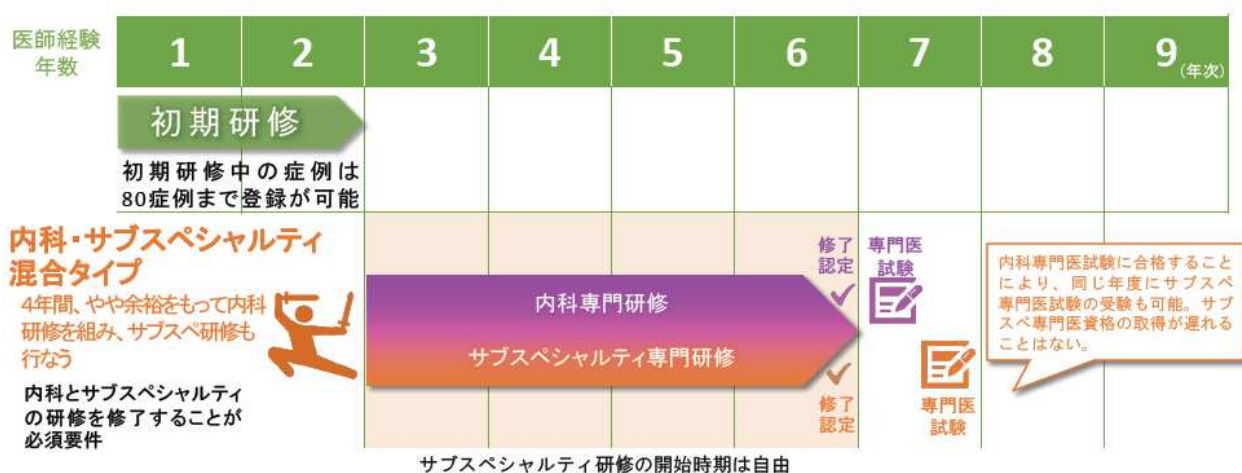 医師経験
年数
1
2
3
4
5
6
7
8
9(年次)
初期研修
初期研修中の症例は
80症例まで登録が可能
内科・サブスペシャルティ
混合タイプ
4年間、やや余裕をもって内科
研修を組み、サブスペ研修も
行なう
内科とサブスペシャルティ
の研修を修了することが
必須要件
内科専門研修
サブスペシャルティ専門研修
修了
認定
専門医
試験
修了
認定
専門医
試験
内科専門医試験に合格すること
により、同じ年度にサブスペ
専門医試験の受験も可能。サブ
スペ専門医資格の取得が遅れる
ことはない。
サブスペシャルティ研修の開始時期は自由